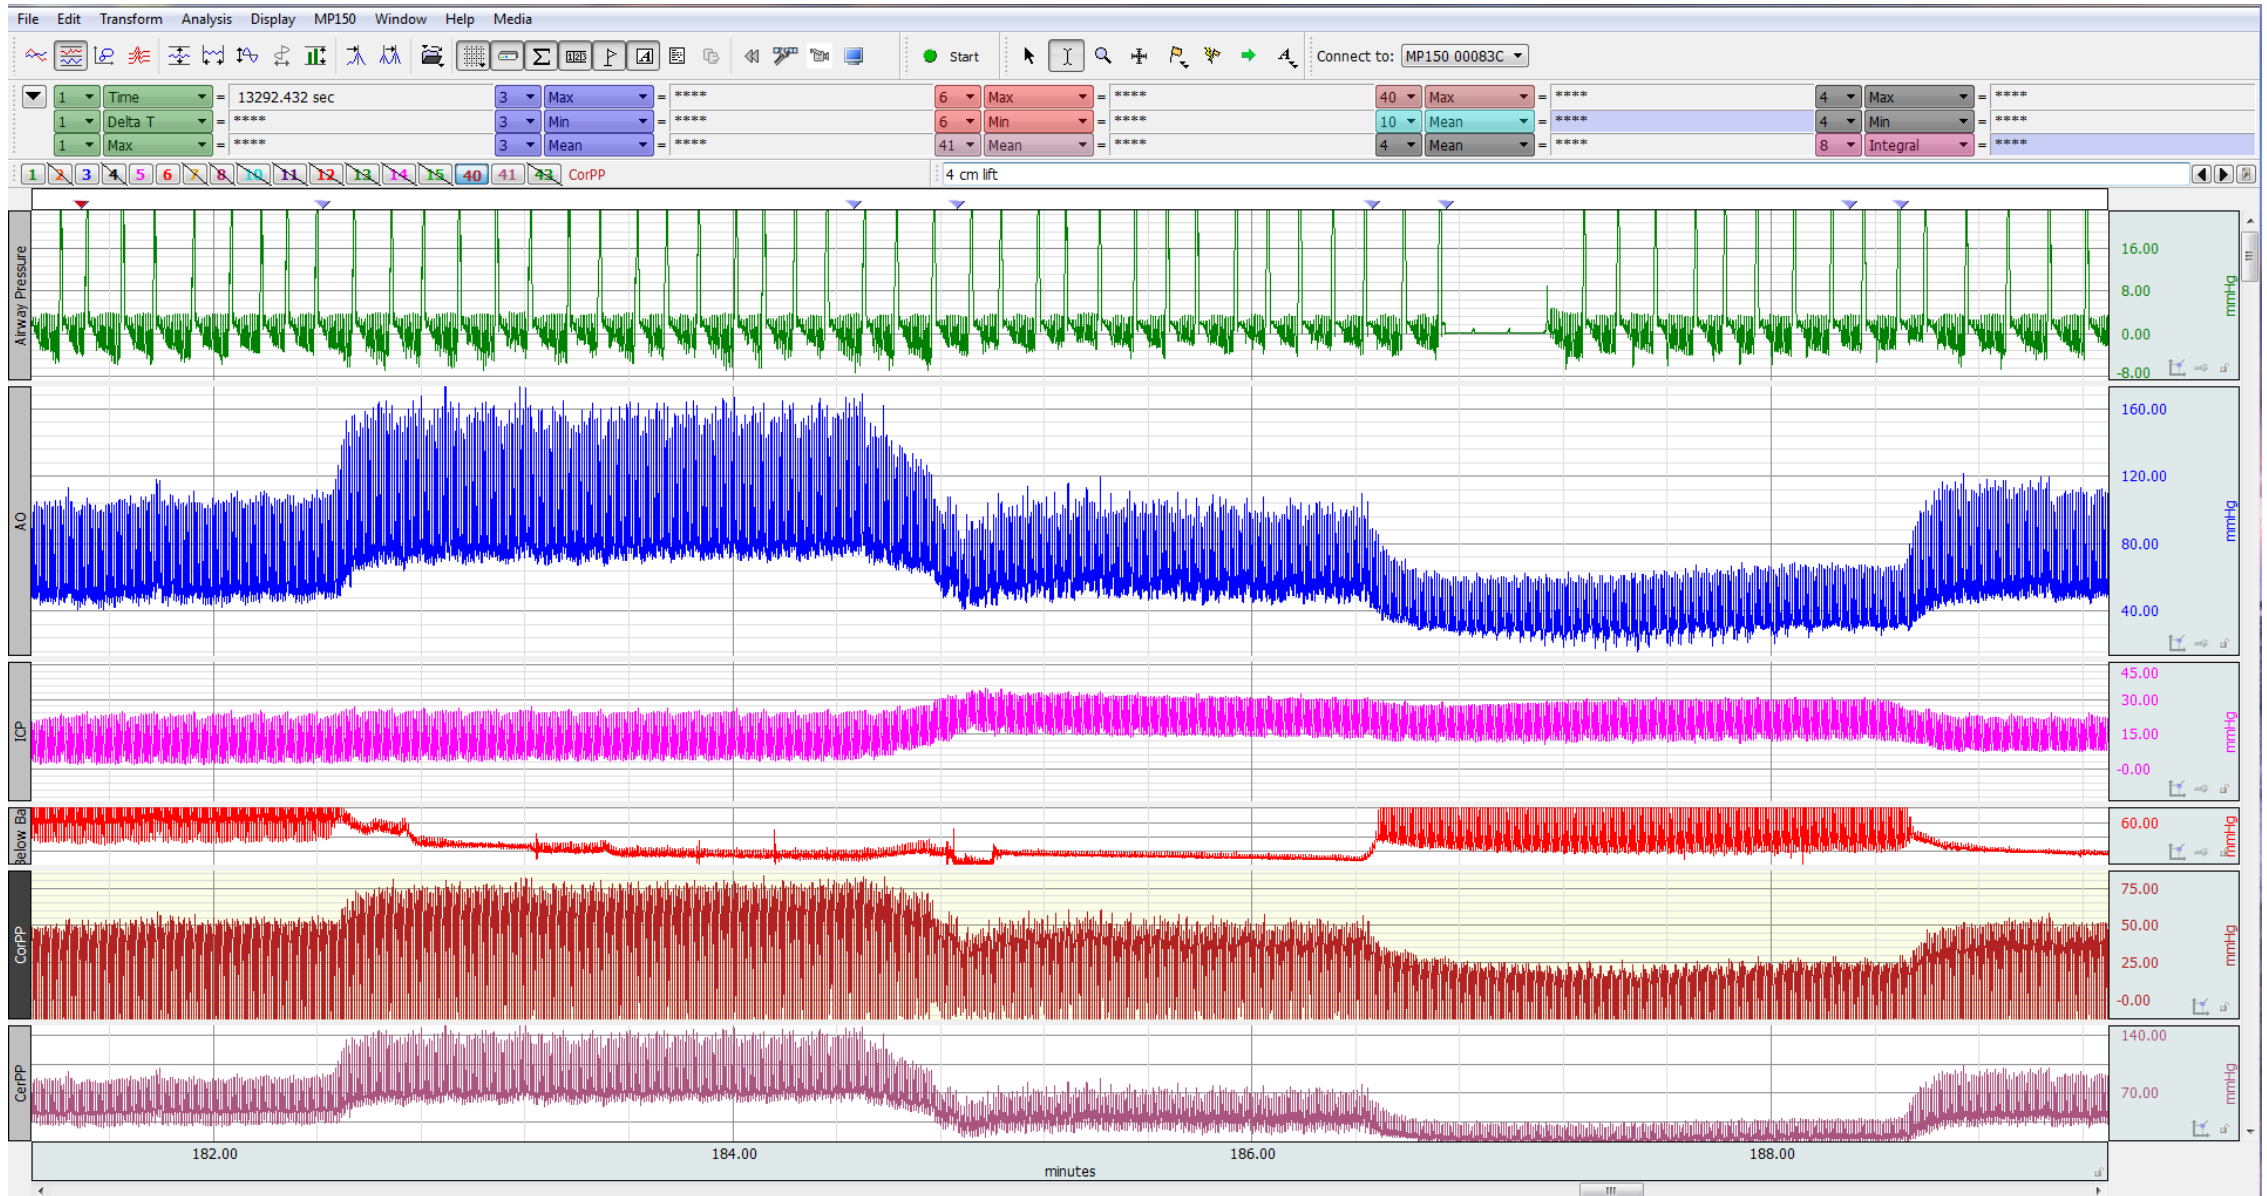 File Edit Transform Analysis Display MP150 Window Help Media
Start Connect to: MP150 00083C
1 Time = 13292.432 sec 3 Max = **** 6 Max = **** 40 Max = **** 4 Max = ****
1 Delta T = **** 3 Min = **** 6 Min = **** 10 Mean = **** 4 Min = ****
1 Max = **** 3 Mean = **** 41 Mean = **** 4 Mean = **** 8 Integral = ****
1 2 3 4 5 6 7 8 10 11 12 13 14 15 40 41 43 CorPP 4 cm lift
Airway Pressure
16.00
8.00
0.00
-8.00
mmHg
AO
160.00
120.00
80.00
40.00
mmHg
ICP
45.00
30.00
15.00
-0.00
mmHg
Below Ba
60.00
mmHg
CorPP
75.00
50.00
25.00
-0.00
mmHg
CerPP
140.00
70.00
mmHg
182.00 184.00 186.00 188.00
minutes